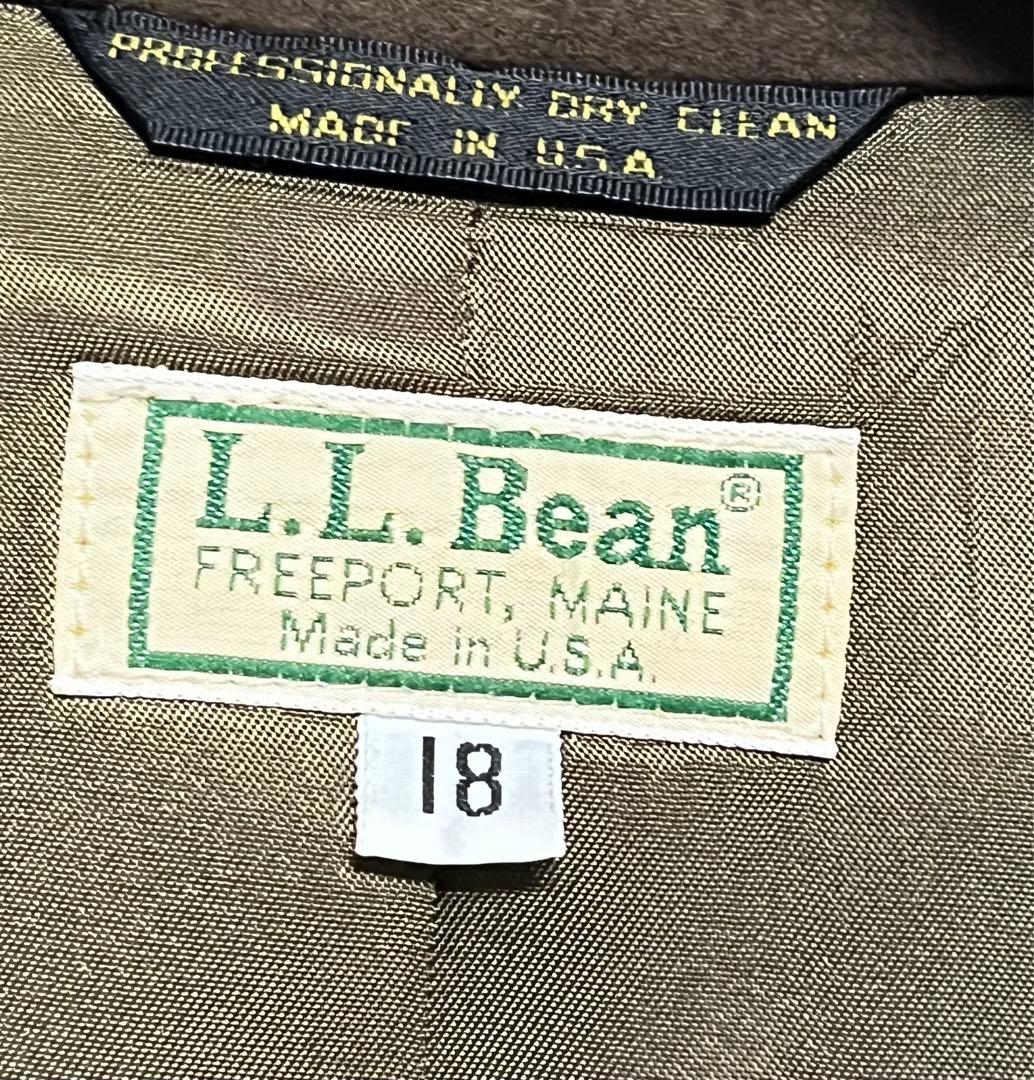 PROFESSIONALLY DRY CLEAN
MADE IN U.S.A
L.L.Bean®
FREEPORT, MAINE
Made in U.S.A.
18